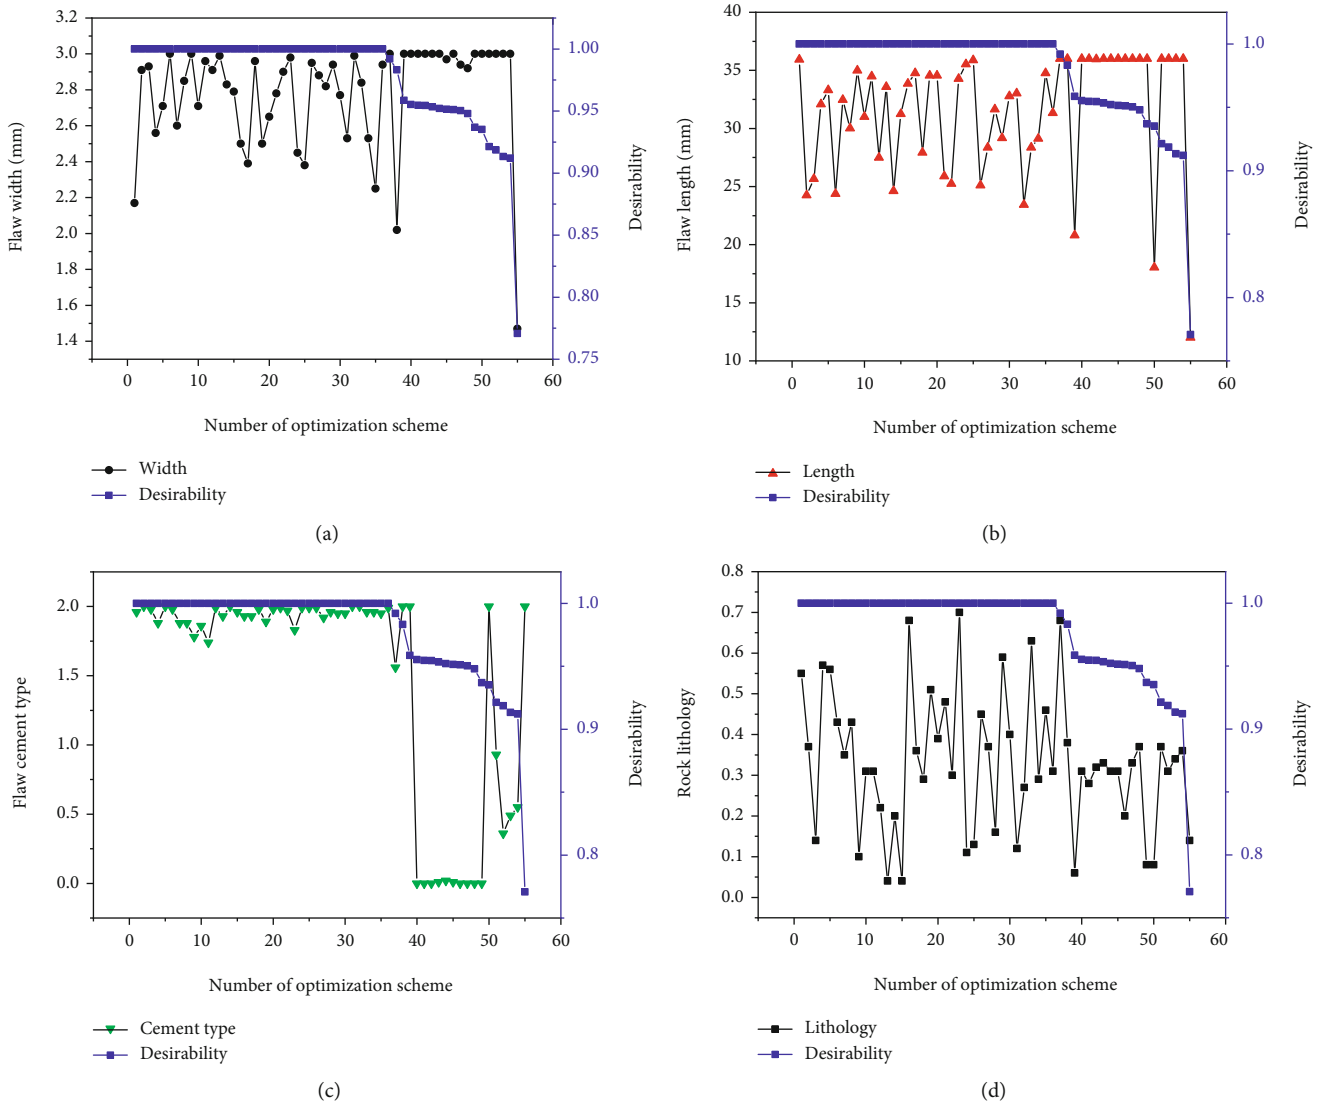 3.2
3.0
2.8
2.6
2.4
2.2
2.0
1.8
1.6
1.4
Flaw width (mm)
1.00
0.95
0.90
0.85
0.80
0.75
Desirability
0 10 20 30 40 50 60
Number of optimization scheme
Width
Desirability
(a)
40
35
30
25
20
15
10
Flaw length (mm)
1.0
0.9
0.8
Desirability
0 10 20 30 40 50 60
Number of optimization scheme
Length
Desirability
(b)
2.0
1.5
1.0
0.5
0.0
Flaw cement type
1.0
0.9
0.8
Desirability
0 10 20 30 40 50 60
Number of optimization scheme
Cement type
Desirability
(c)
0.8
0.7
0.6
0.5
0.4
0.3
0.2
0.1
0.0
Rock lithology
1.0
0.9
0.8
Desirability
0 10 20 30 40 50 60
Number of optimization scheme
Lithology
Desirability
(d)